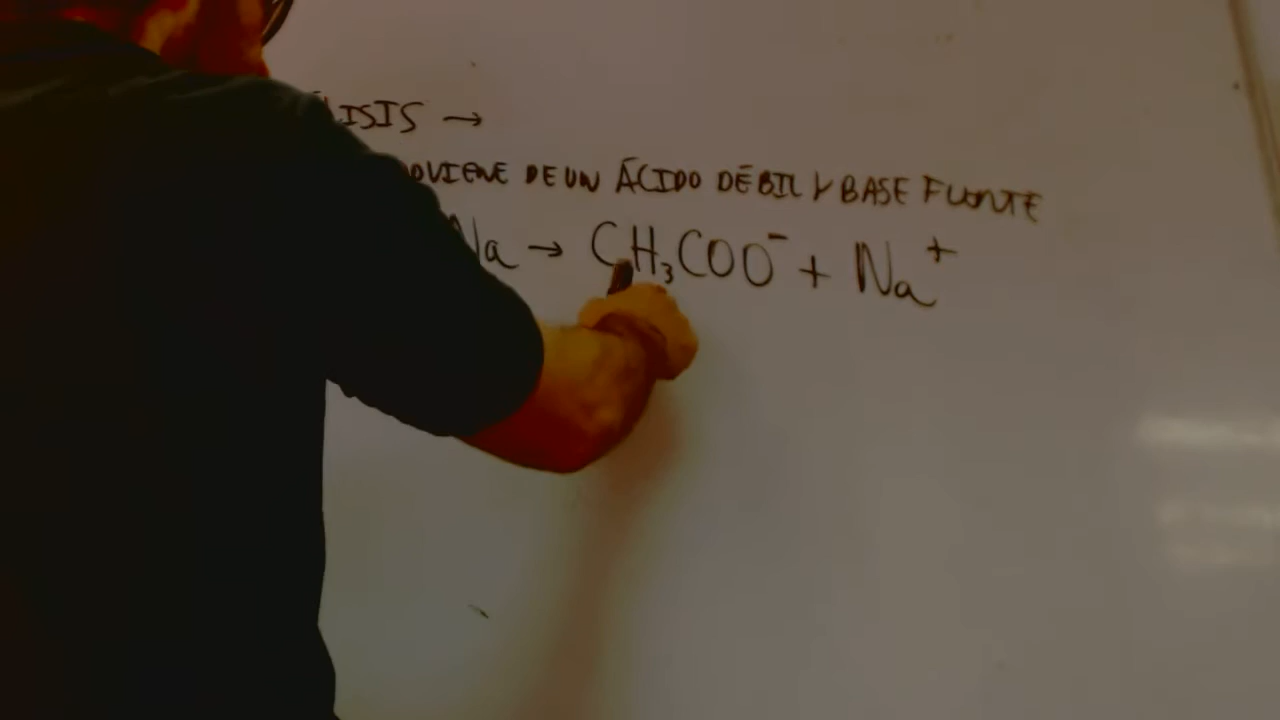 LISIS →
OVIENE DE UN ÁCIDO DÉBIL Y BASE FUERTE
Na → CH₃COO⁻ + Na⁺